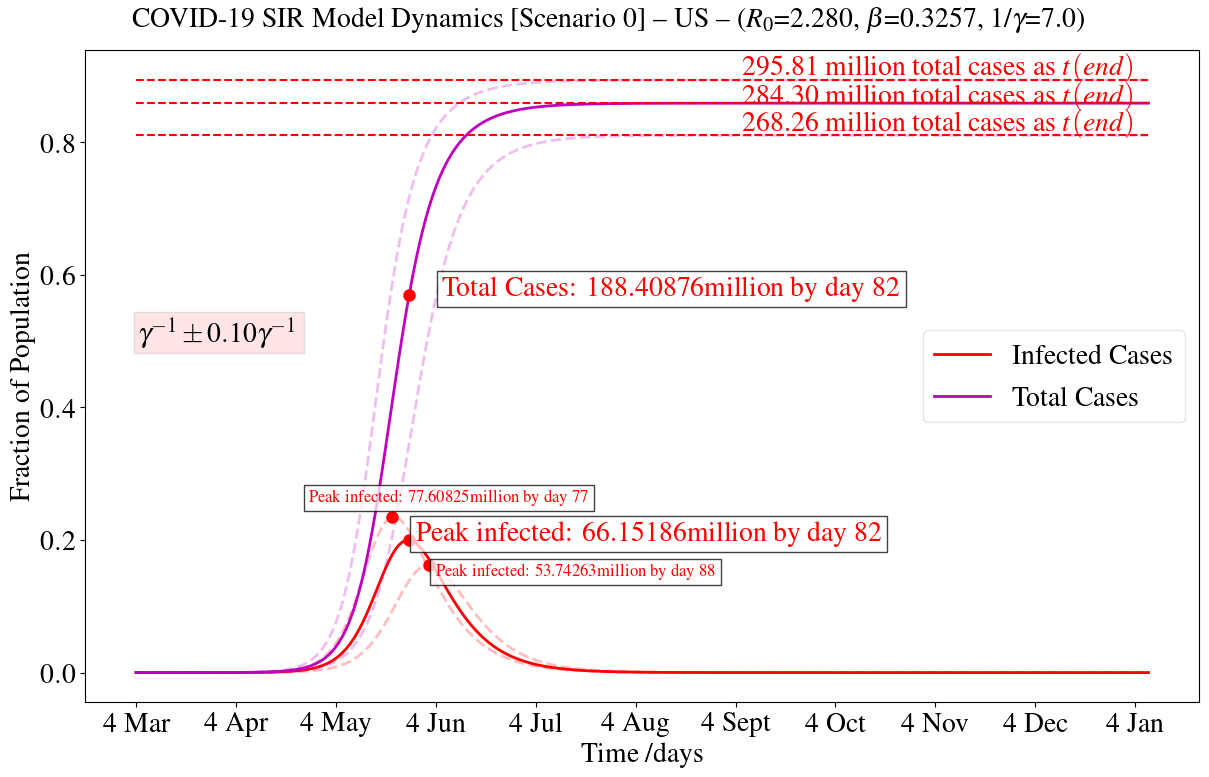 COVID-19 SIR Model Dynamics [Scenario 0] – US – (R₀=2.280, β=0.3257, 1/γ=7.0)
295.81 million total cases as t(end)
284.30 million total cases as t(end)
268.26 million total cases as t(end)
0.8
0.6
Total Cases: 188.40876million by day 82
γ⁻¹ ± 0.10γ⁻¹
Infected Cases
Total Cases
Fraction of Population
0.4
Peak infected: 77.60825million by day 77
0.2
Peak infected: 66.15186million by day 82
Peak infected: 53.74263million by day 88
0.0
4 Mar 4 Apr 4 May 4 Jun 4 Jul 4 Aug 4 Sept 4 Oct 4 Nov 4 Dec 4 Jan
Time /days